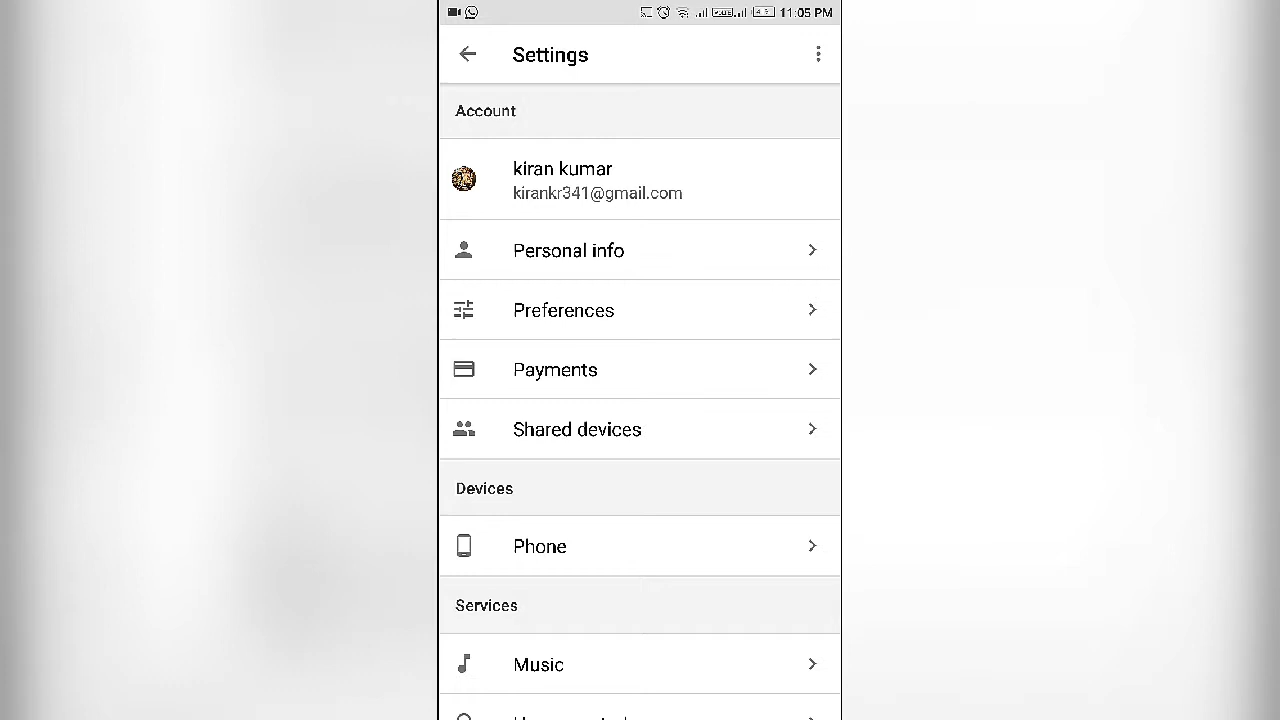 11:05 PM
Settings
Account
kiran kumar
kirankr341@gmail.com
Personal info
Preferences
Payments
Shared devices
Devices
Phone
Services
Music